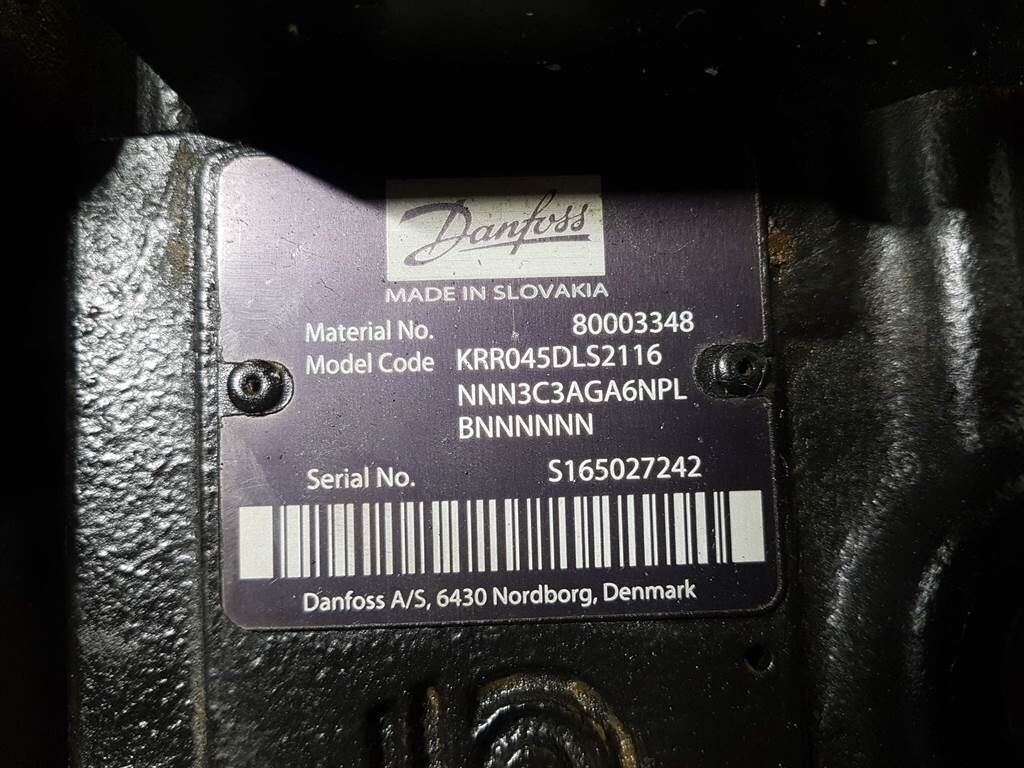 Danfoss
MADE IN SLOVAKIA
Material No. 80003348
Model Code KRR045DLS2116
NNN3C3AGA6NPL
BNNNNNN
Serial No. S165027242
Danfoss A/S, 6430 Nordborg, Denmark